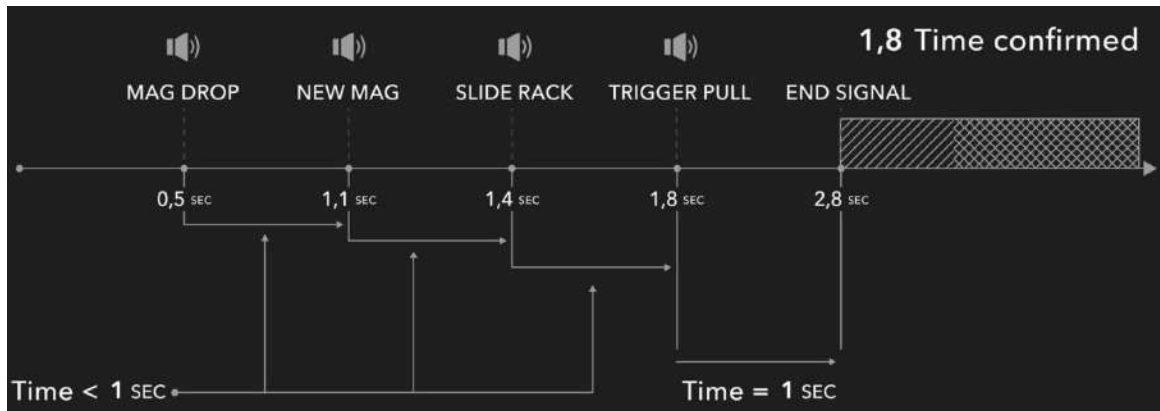 1,8 Time confirmed
MAG DROP NEW MAG SLIDE RACK TRIGGER PULL END SIGNAL
0,5 SEC 1,1 SEC 1,4 SEC 1,8 SEC 2,8 SEC
Time < 1 SEC Time = 1 SEC